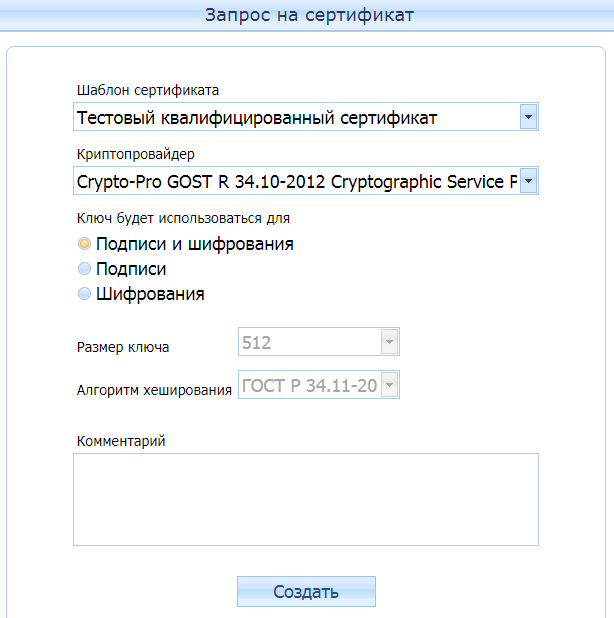 Запрос на сертификат
Шаблон сертификата
Тестовый квалифицированный сертификат
Криптопровайдер
Crypto-Pro GOST R 34.10-2012 Cryptographic Service P
Ключ будет использоваться для
Подписи и шифрования
Подписи
Шифрования
Размер ключа 512
Алгоритм хеширования ГОСТ Р 34.11-20
Комментарий
Создать